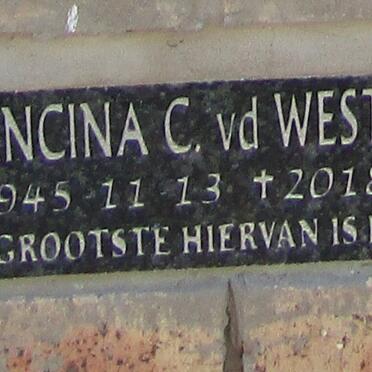 NCINA C. vd WEST
945-11-13 †2018
GROOTSTE HIERVAN IS